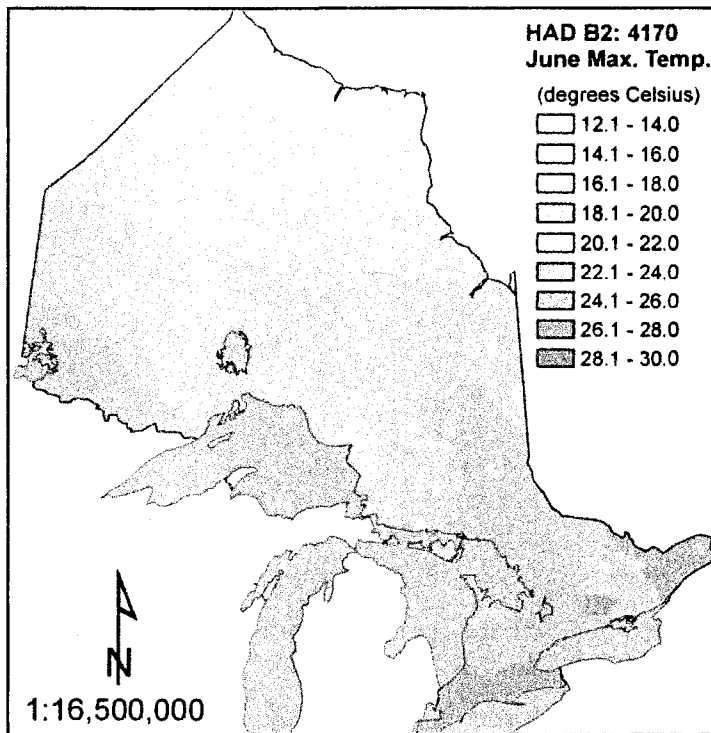 HAD B2: 4170
June Max. Temp.
(degrees Celsius)
12.1 - 14.0
14.1 - 16.0
16.1 - 18.0
18.1 - 20.0
20.1 - 22.0
22.1 - 24.0
24.1 - 26.0
26.1 - 28.0
28.1 - 30.0
N
1:16,500,000